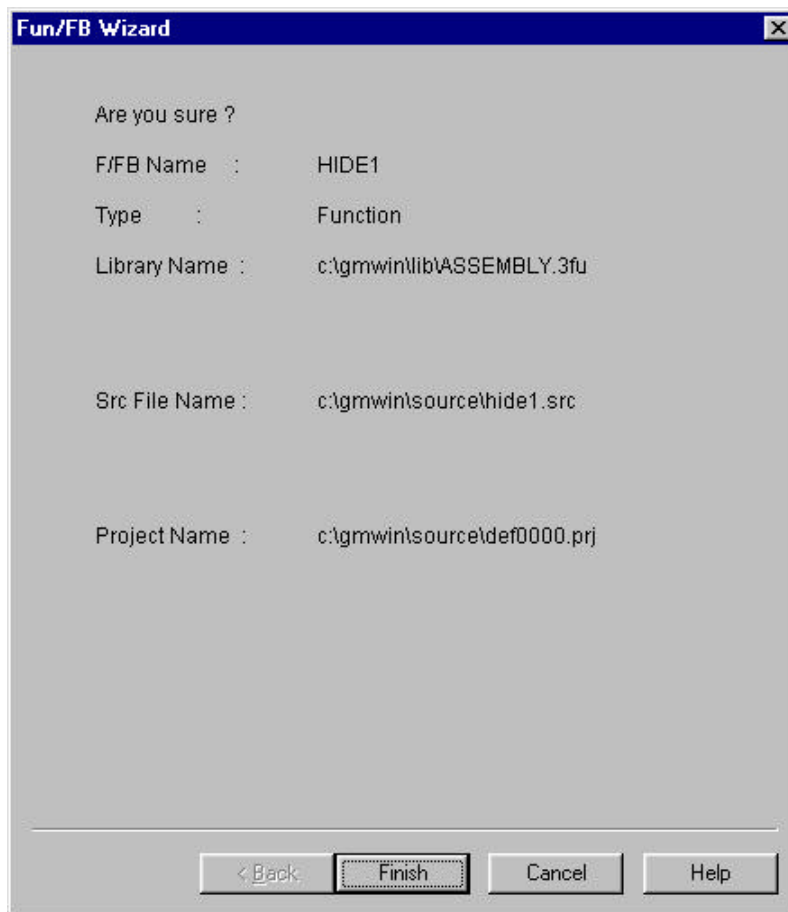 Fun/FB Wizard
Are you sure ?
F/FB Name : HIDE1
Type : Function
Library Name : c:\gmwin\lib\ASSEMBLY.3fu
Src File Name : c:\gmwin\source\hide1.src
Project Name : c:\gmwin\source\def0000.prj
< Back Finish Cancel Help